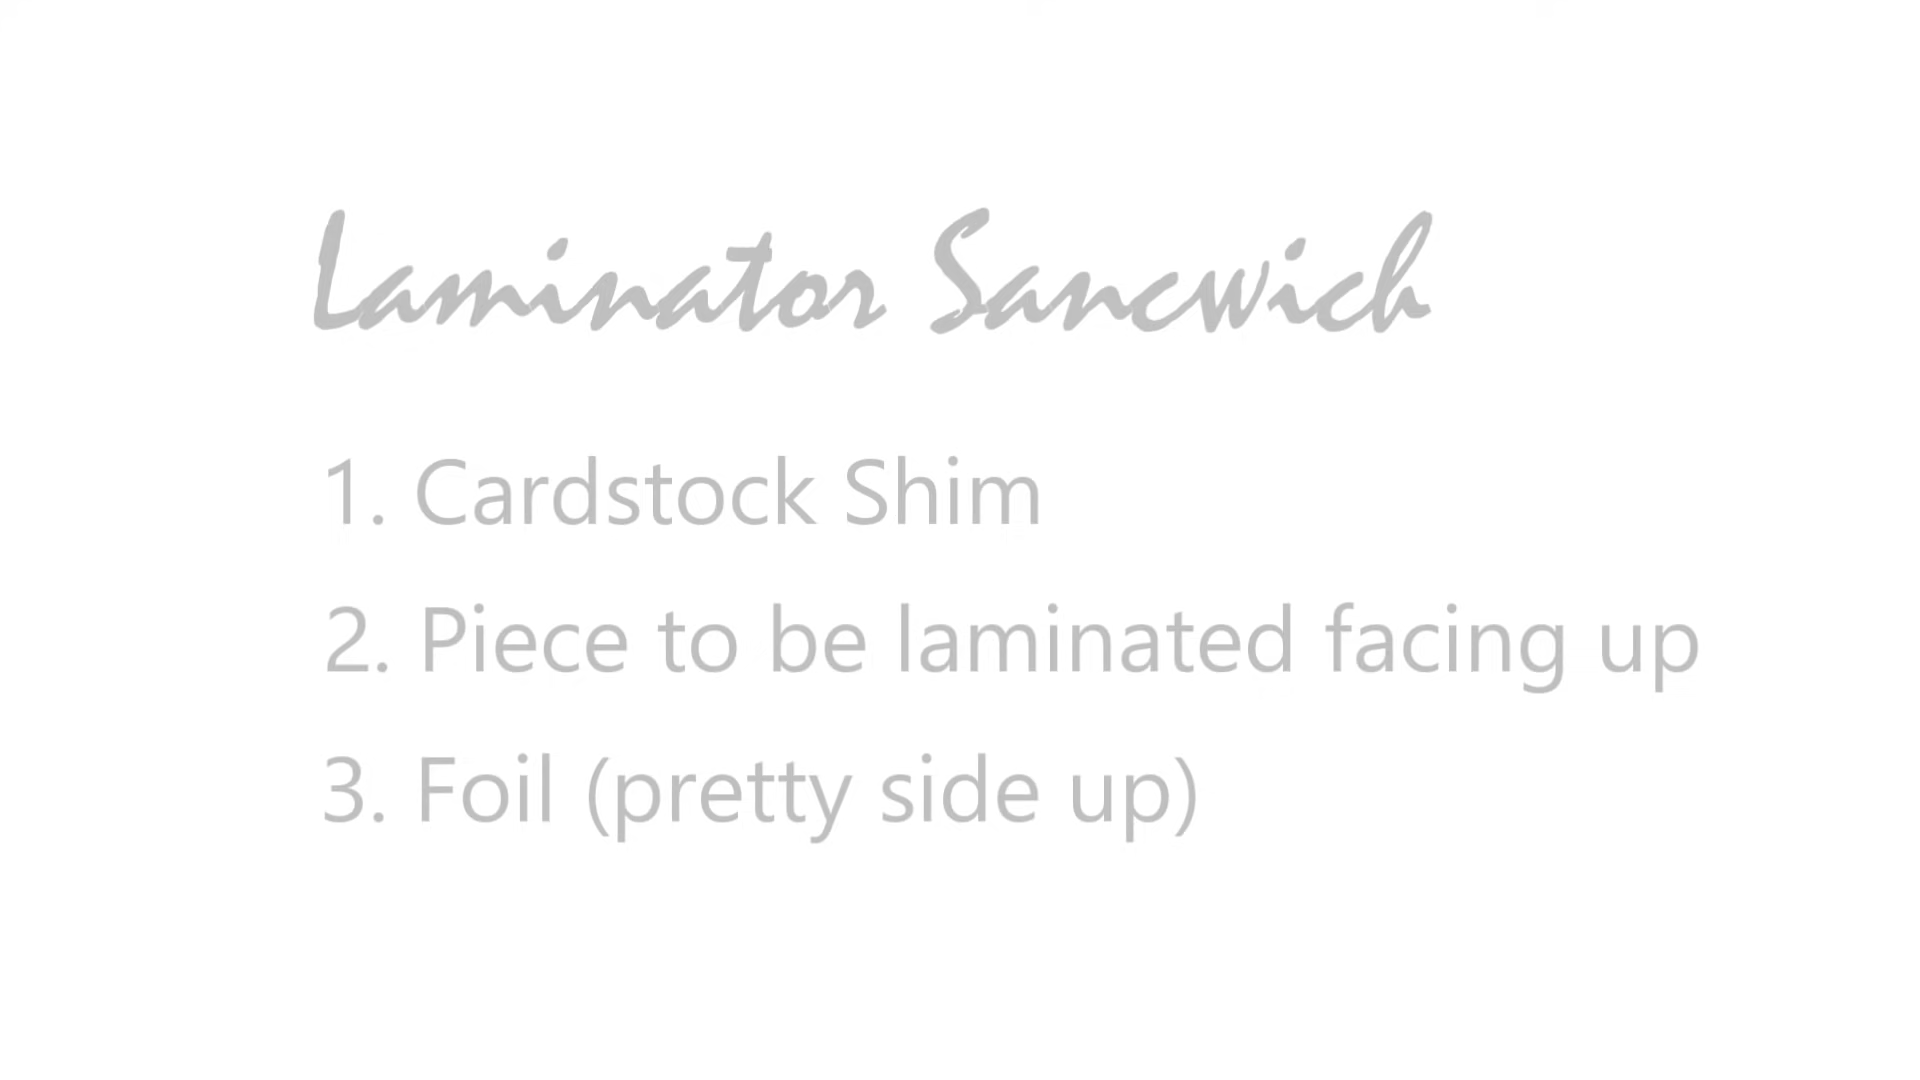 Laminator Sancwich
1. Cardstock Shim
2. Piece to be laminated facing up
3. Foil (pretty side up)